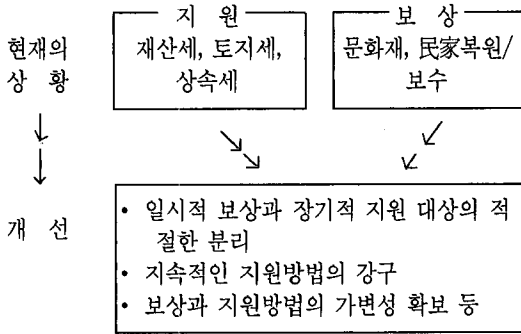 지 원
보 상
현재의
상 황
재산세, 토지세,
상속세
문화재, 民家복원/
보수
개 선
• 일시적 보상과 장기적 지원 대상의 적
절한 분리
• 지속적인 지원방법의 강구
• 보상과 지원방법의 가변성 확보 등